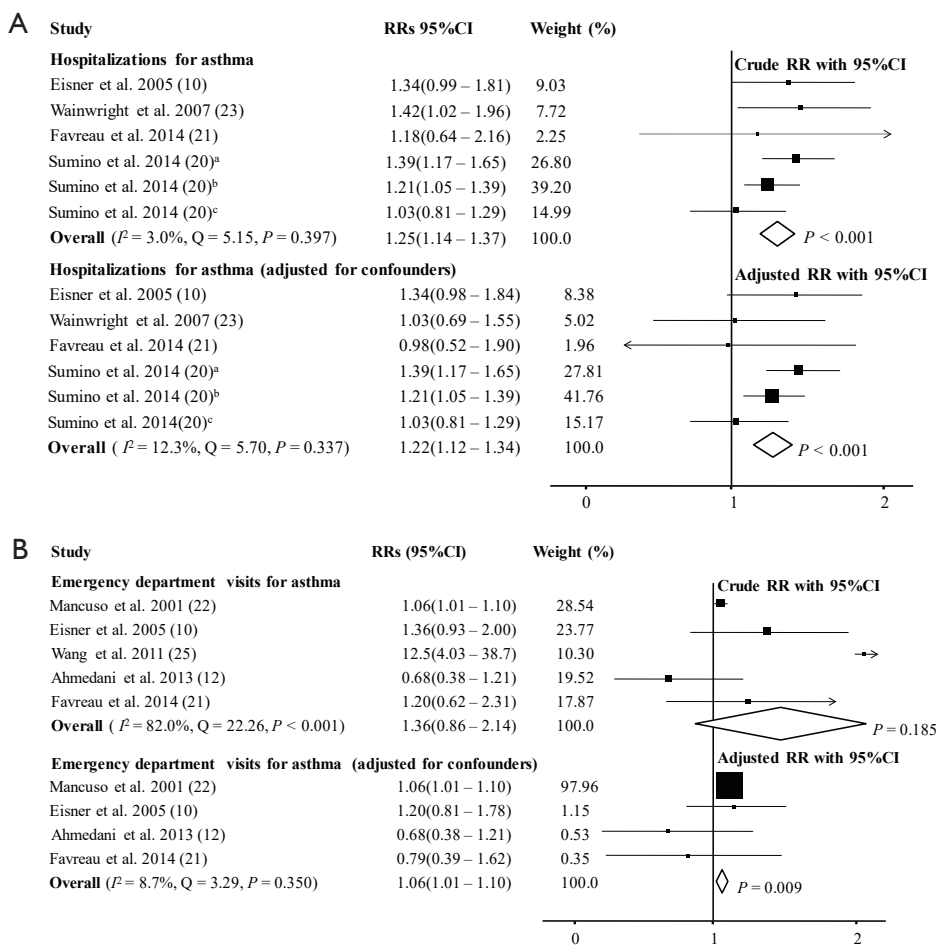 A
Study RRs 95%CI Weight (%)
Hospitalizations for asthma
Crude RR with 95%CI
Eisner et al. 2005 (10) 1.34(0.99 – 1.81) 9.03
Wainwright et al. 2007 (23) 1.42(1.02 – 1.96) 7.72
Favreau et al. 2014 (21) 1.18(0.64 – 2.16) 2.25
Sumino et al. 2014 (20)ᵃ 1.39(1.17 – 1.65) 26.80
Sumino et al. 2014 (20)ᵇ 1.21(1.05 – 1.39) 39.20
Sumino et al. 2014 (20)ᶜ 1.03(0.81 – 1.29) 14.99
Overall (I² = 3.0%, Q = 5.15, P = 0.397) 1.25(1.14 – 1.37) 100.0 P < 0.001
Hospitalizations for asthma (adjusted for confounders) Adjusted RR with 95%CI
Eisner et al. 2005 (10) 1.34(0.98 – 1.84) 8.38
Wainwright et al. 2007 (23) 1.03(0.69 – 1.55) 5.02
Favreau et al. 2014 (21) 0.98(0.52 – 1.90) 1.96
Sumino et al. 2014 (20)ᵃ 1.39(1.17 – 1.65) 27.81
Sumino et al. 2014 (20)ᵇ 1.21(1.05 – 1.39) 41.76
Sumino et al. 2014(20)ᶜ 1.03(0.81 – 1.29) 15.17
Overall ( I² = 12.3%, Q = 5.70, P = 0.337) 1.22(1.12 – 1.34) 100.0 P < 0.001
0 1 2
B
Study RRs (95%CI) Weight (%)
Emergency department visits for asthma Crude RR with 95%CI
Mancuso et al. 2001 (22) 1.06(1.01 – 1.10) 28.54
Eisner et al. 2005 (10) 1.36(0.93 – 2.00) 23.77
Wang et al. 2011 (25) 12.5(4.03 – 38.7) 10.30
Ahmedani et al. 2013 (12) 0.68(0.38 – 1.21) 19.52
Favreau et al. 2014 (21) 1.20(0.62 – 2.31) 17.87
Overall ( I² = 82.0%, Q = 22.26, P < 0.001) 1.36(0.86 – 2.14) 100.0 P = 0.185
Emergency department visits for asthma (adjusted for confounders) Adjusted RR with 95%CI
Mancuso et al. 2001 (22) 1.06(1.01 – 1.10) 97.96
Eisner et al. 2005 (10) 1.20(0.81 – 1.78) 1.15
Ahmedani et al. 2013 (12) 0.68(0.38 – 1.21) 0.53
Favreau et al. 2014 (21) 0.79(0.39 – 1.62) 0.35
Overall (I² = 8.7%, Q = 3.29, P = 0.350) 1.06(1.01 – 1.10) 100.0 P = 0.009
0 1 2